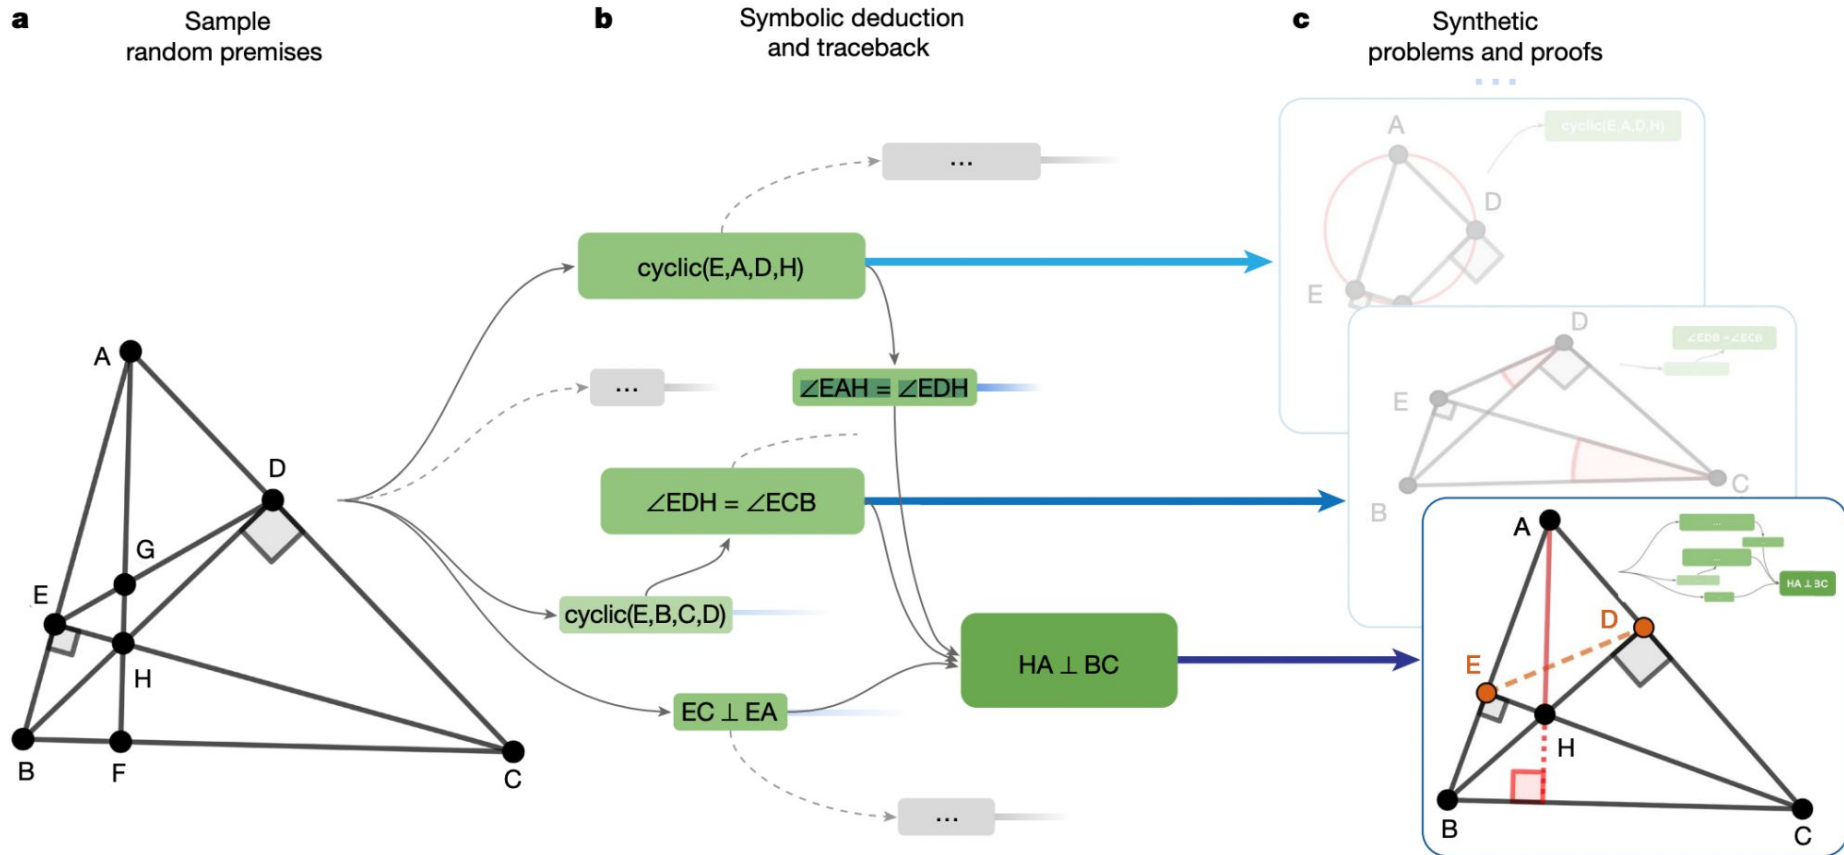 a
Sample
random premises
A
D
G
E
H
B
F
C
b
Symbolic deduction
and traceback
...
cyclic(E,A,D,H)
...
∠EAH = ∠EDH
∠EDH = ∠ECB
cyclic(E,B,C,D)
HA ⊥ BC
EC ⊥ EA
...
c
Synthetic
problems and proofs
...
A
cyclic(E,A,D,H)
D
E
D
∠EDB = ∠ECB
E
C
B
A
...
HA ⊥ BC
D
E
H
B
C